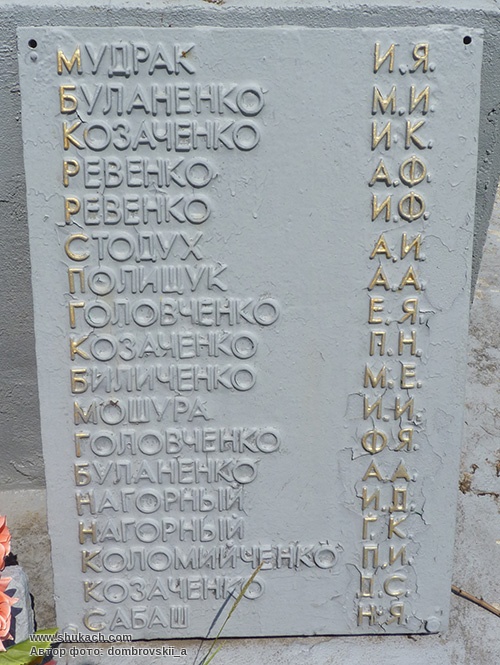 МУДРАК И.Я.
БУЛАНЕНКО М.И.
КОЗАЧЕНКО И.К.
РЕВЕНКО А.Ф.
РЕВЕНКО И.Ф.
СТОДУХ А.И.
ПОЛИЩУК А.А.
ГОЛОВЧЕНКО Е.Я.
КОЗАЧЕНКО П.Н.
БИЛИЧЕНКО М.Е.
МОШУРА И.И.
ГОЛОВЧЕНКО Ф.Я.
БУЛАНЕНКО А.А.
НАГОРНЫЙ И.Д.
НАГОРНЫЙ Г.К.
КОЛОМИЙЧЕНКО П.И.
КОЗАЧЕНКО Д.С.
САБАШ Н.Я.
www.shukach.com
Автор фото: dombrovskii_a